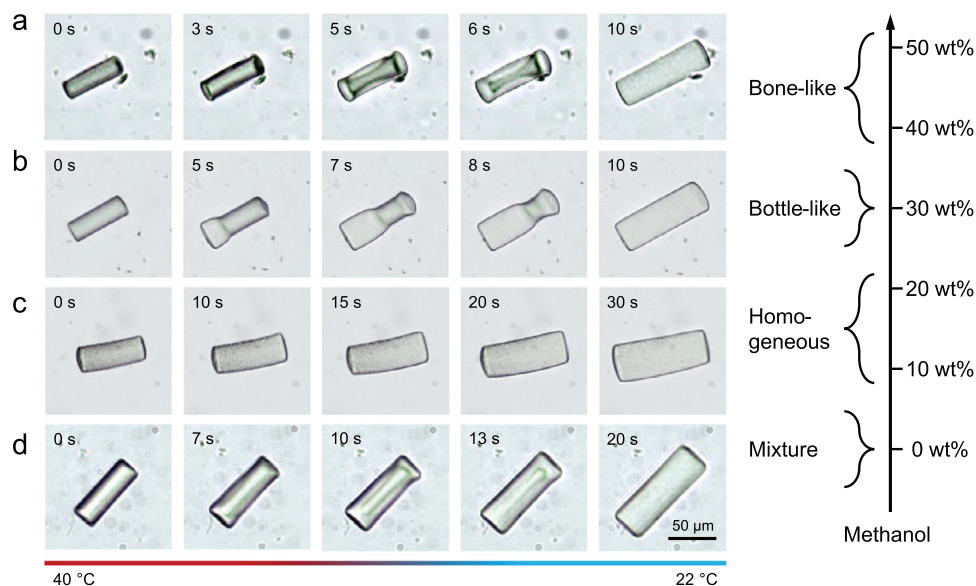 a
0 s
3 s
5 s
6 s
10 s
b
0 s
5 s
7 s
8 s
10 s
c
0 s
10 s
15 s
20 s
30 s
d
0 s
7 s
10 s
13 s
20 s
50 µm
40 °C
22 °C
Bone-like
Bottle-like
Homo-
geneous
Mixture
50 wt%
40 wt%
30 wt%
20 wt%
10 wt%
0 wt%
Methanol